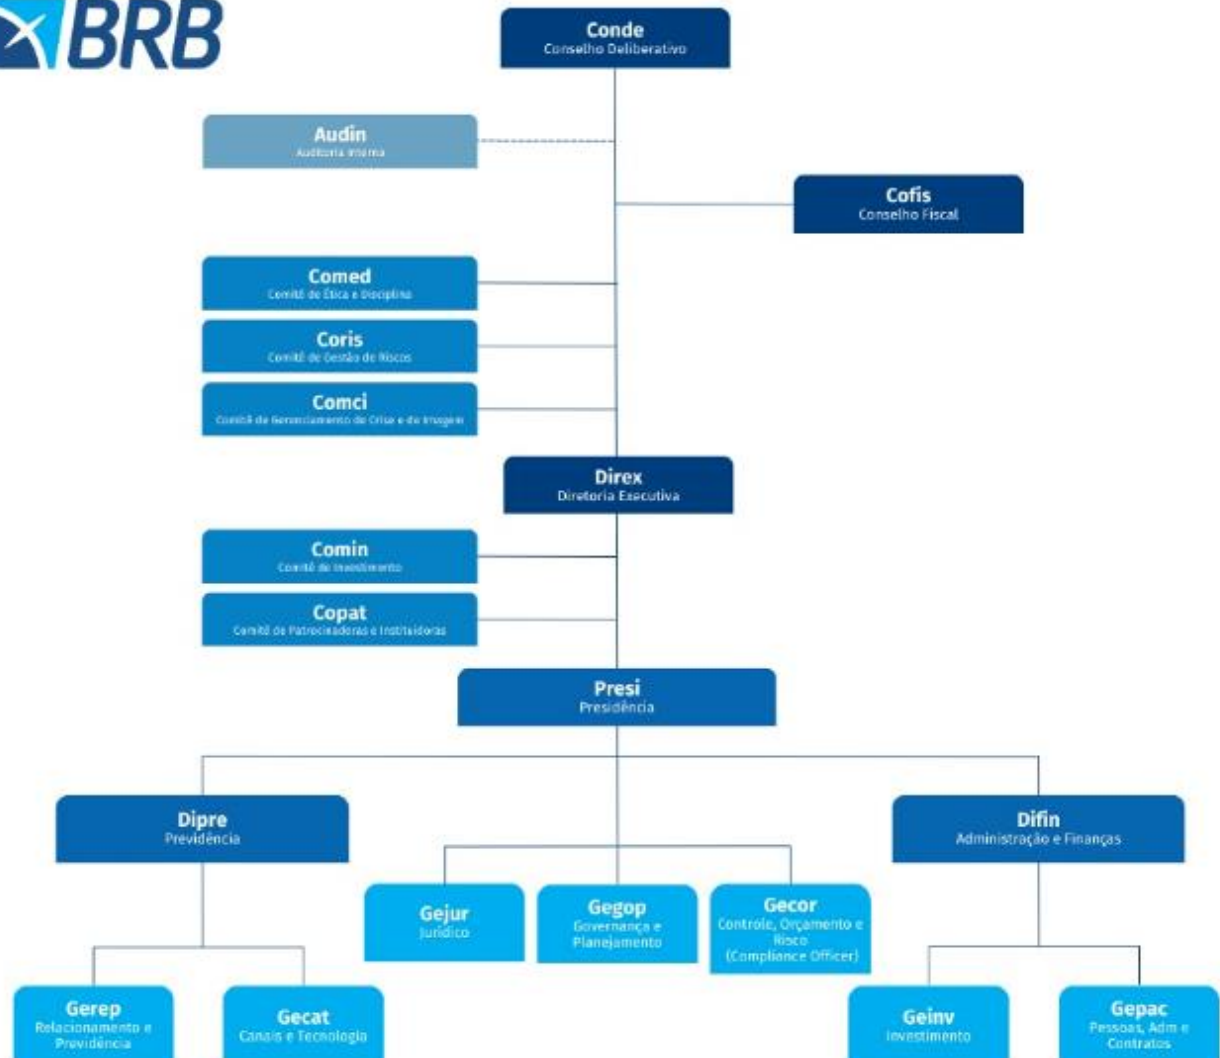 BRB
Conde
Conselho Deliberativo
Audin
Auditoria Interna
Cofis
Conselho Fiscal
Comed
Comitê de Ética e Disciplina
Coris
Comitê de Gestão de Riscos
Comci
Comitê de Gerenciamento de Crise e de Imagem
Direx
Diretoria Executiva
Comin
Comitê de Investimento
Copat
Comitê de Patrocinadoras e Instituidoras
Presi
Presidência
Dipre
Previdência
Difin
Administração e Finanças
Gejur
Jurídico
Gegop
Governança e
Planejamento
Gecor
Controle, Orçamento e
Risco
(Compliance Officer)
Gerep
Relacionamento e
Previdência
Gecat
Canais e Tecnologia
Geinv
Investimento
Gepac
Pessoas, Adm e
Contratos